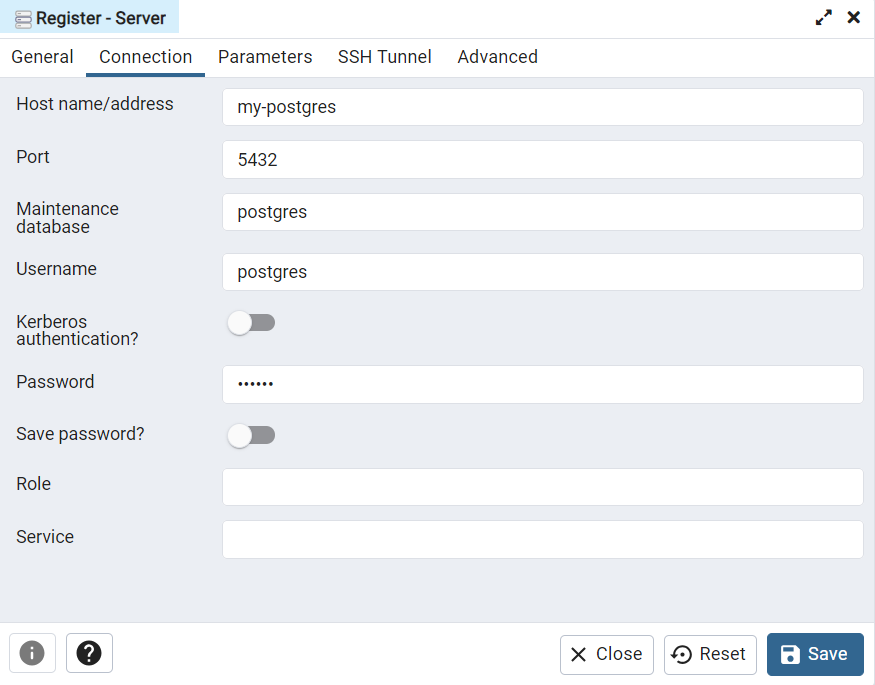 Register - Server
General Connection Parameters SSH Tunnel Advanced
Host name/address my-postgres
Port 5432
Maintenance
database
postgres
Username postgres
Kerberos
authentication?
Password ••••••
Save password?
Role
Service
Close Reset Save